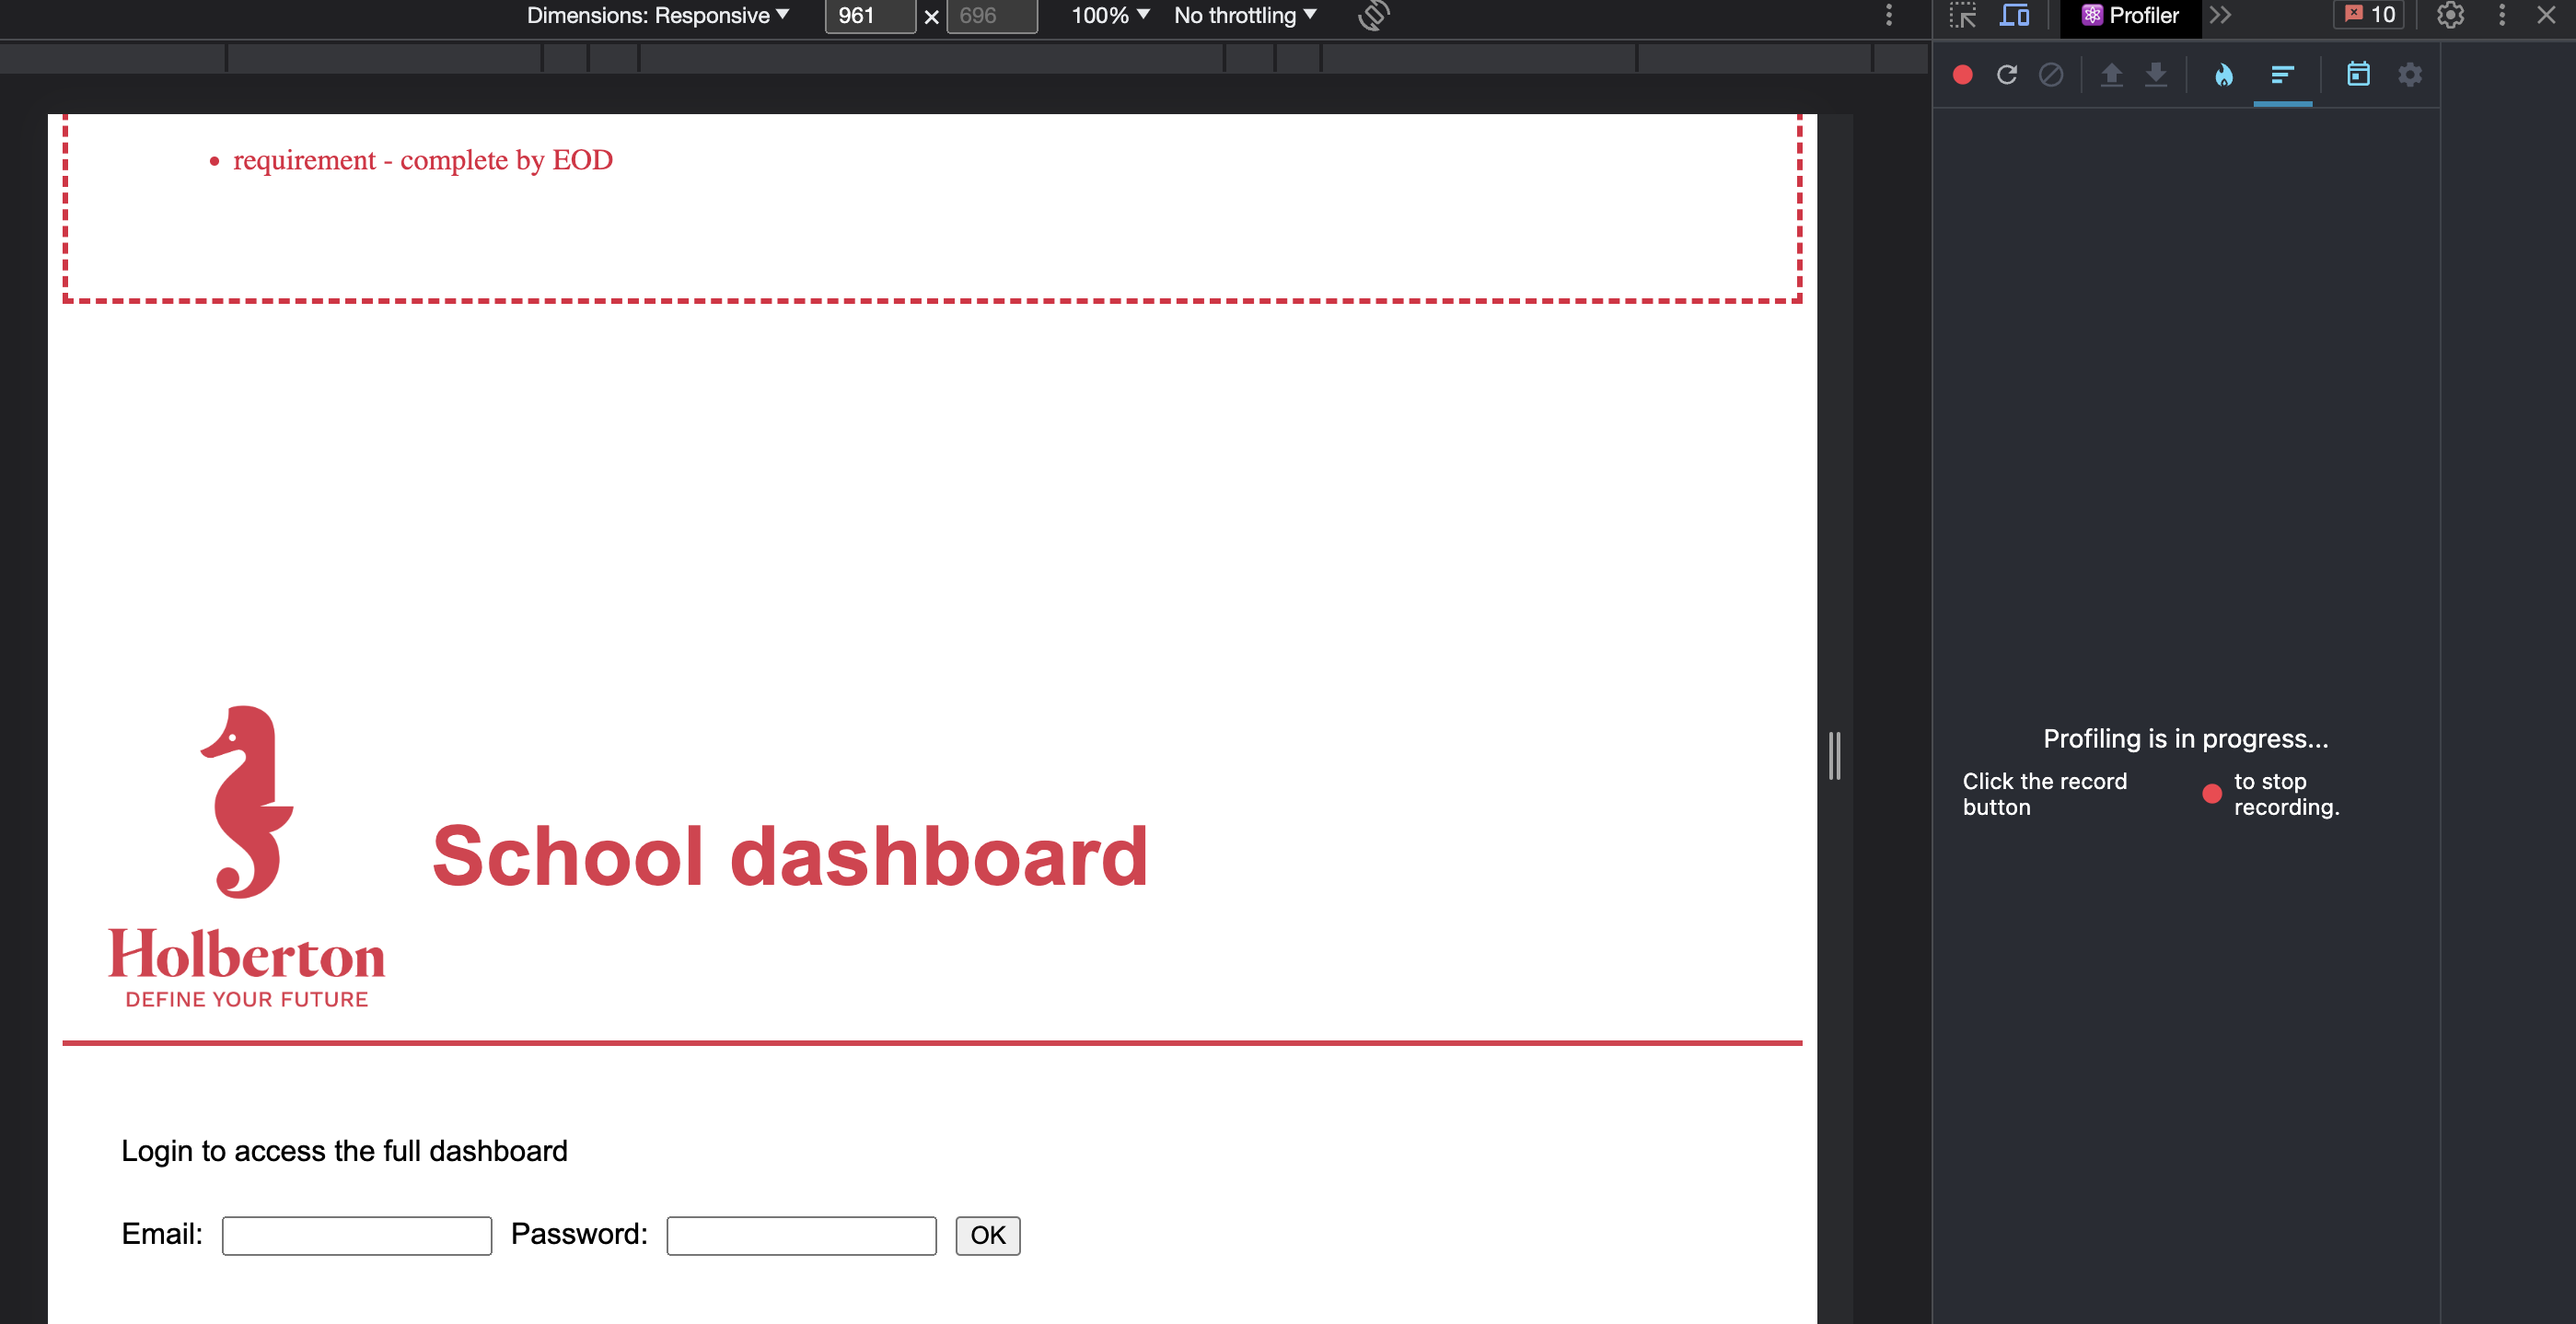 Dimensions: Responsive 961 × 696 100% No throttling
Profiler 10
requirement - complete by EOD
School dashboard
Holberton
DEFINE YOUR FUTURE
Login to access the full dashboard
Email: Password: OK
Profiling is in progress...
Click the record button to stop recording.